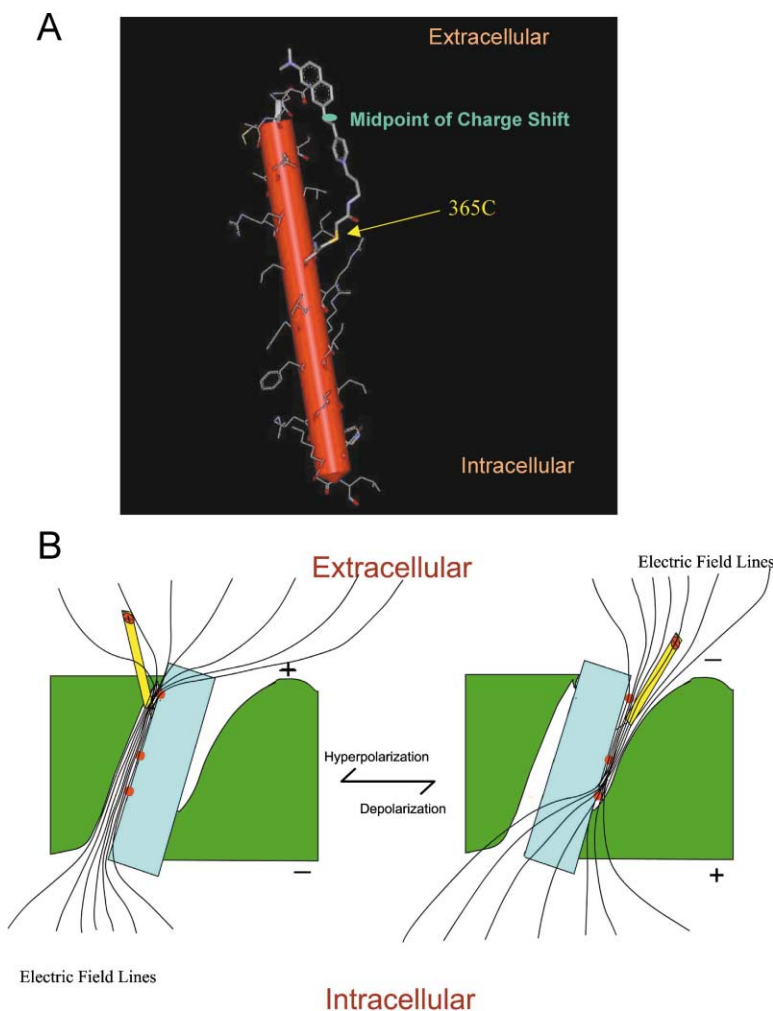 A
Extracellular
Midpoint of Charge Shift
365C
Intracellular
B
Extracellular
Electric Field Lines
+
−
Hyperpolarization
Depolarization
−
+
Electric Field Lines
Intracellular